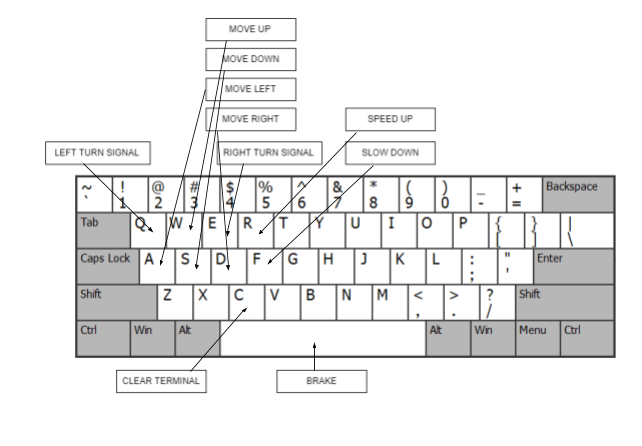 MOVE UP
MOVE DOWN
MOVE LEFT
MOVE RIGHT
SPEED UP
LEFT TURN SIGNAL
RIGHT TURN SIGNAL
SLOW DOWN
~ ! @ # $ % ^ & * ( ) _ + Backspace
` 1 2 3 4 5 6 7 8 9 0 - =
Tab Q W E R T Y U I O P { } |
[ ] \
Caps Lock A S D F G H J K L : " Enter
; '
Shift Z X C V B N M < > ? Shift
, . /
Ctrl Win Alt Alt Win Menu Ctrl
CLEAR TERMINAL
BRAKE